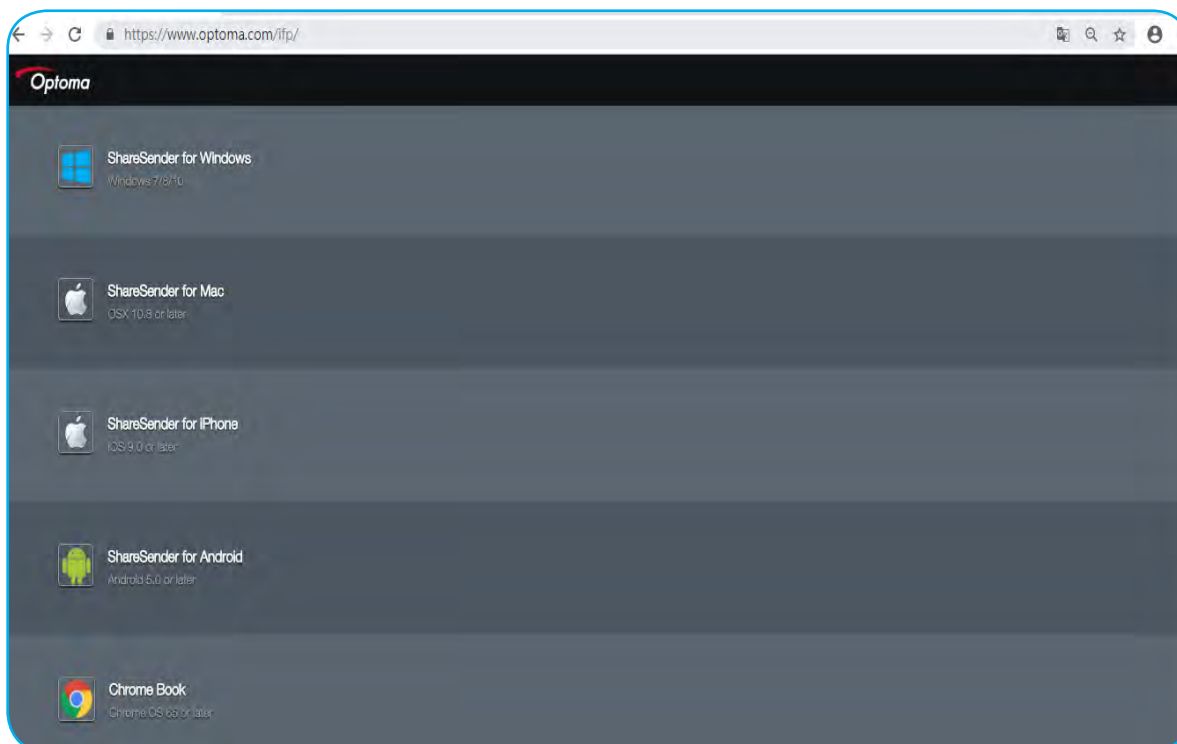 https://www.optoma.com/ifp/
Optoma
ShareSender for Windows
Windows 7/8/10
ShareSender for Mac
OSX 10.8 or later
ShareSender for iPhone
iOS 9.0 or later
ShareSender for Android
Android 5.0 or later
Chrome Book
Chrome OS 65 or later